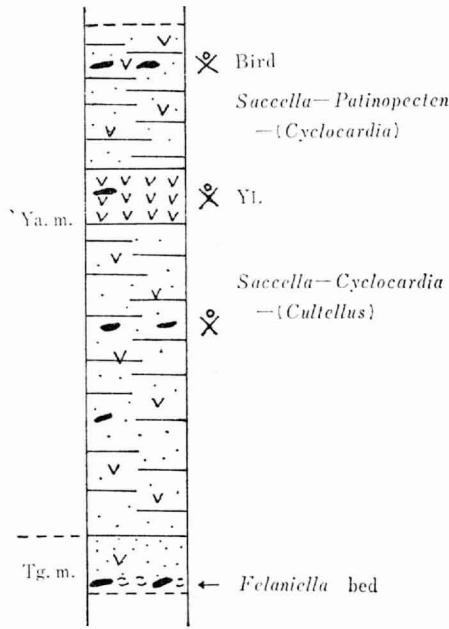 Bird
Saccella—Patinopecten
—(Cyclocardia)
Ya. m.
YL
Saccella—Cyclocardia
—(Cultellus)
Tg. m.
Felaniella bed